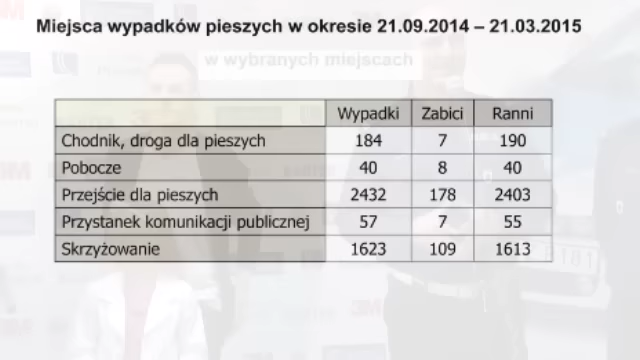 Miejsca wypadków pieszych w okresie 21.09.2014 – 21.03.2015
w wybranych miejscach
Wypadki Zabici Ranni
Chodnik, droga dla pieszych 184 7 190
Pobocze 40 8 40
Przejście dla pieszych 2432 178 2403
Przystanek komunikacji publicznej 57 7 55
Skrzyżowanie 1623 109 1613